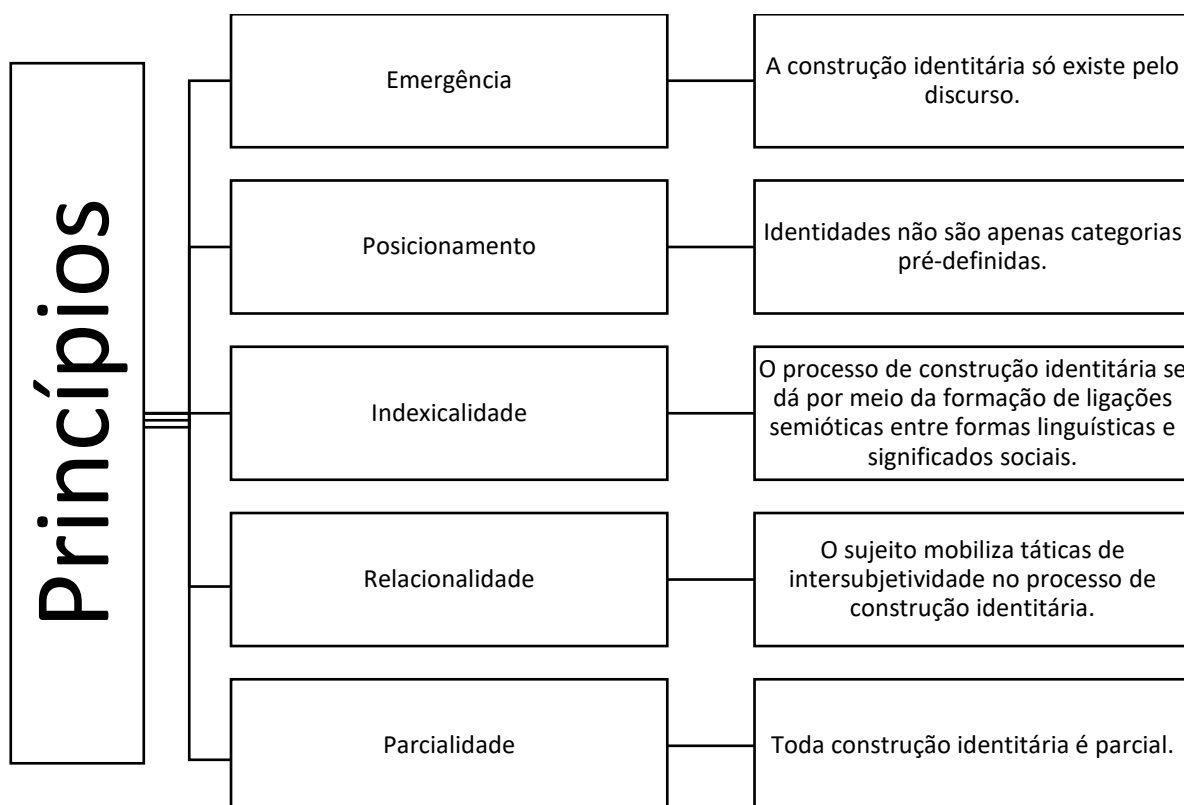 Princípios
Emergência
A construção identitária só existe pelo
discurso.
Posicionamento
Identidades não são apenas categorias
pré-definidas.
Indexicalidade
O processo de construção identitária se
dá por meio da formação de ligações
semióticas entre formas linguísticas e
significados sociais.
Relacionalidade
O sujeito mobiliza táticas de
intersubjetividade no processo de
construção identitária.
Parcialidade
Toda construção identitária é parcial.